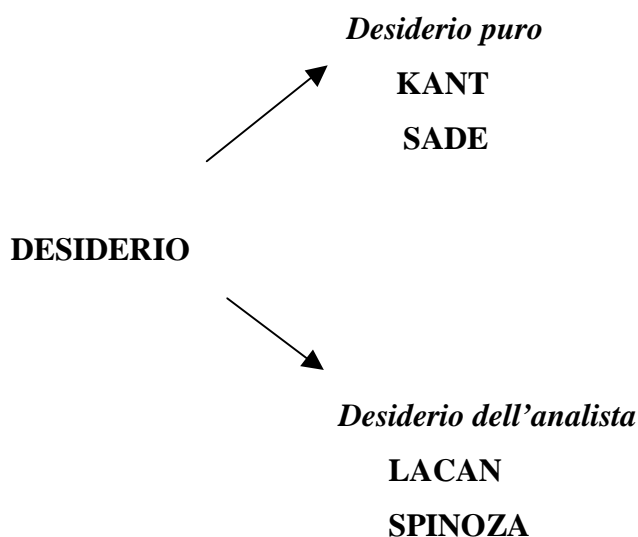 Desiderio puro
KANT
SADE
DESIDERIO
Desiderio dell’analista
LACAN
SPINOZA